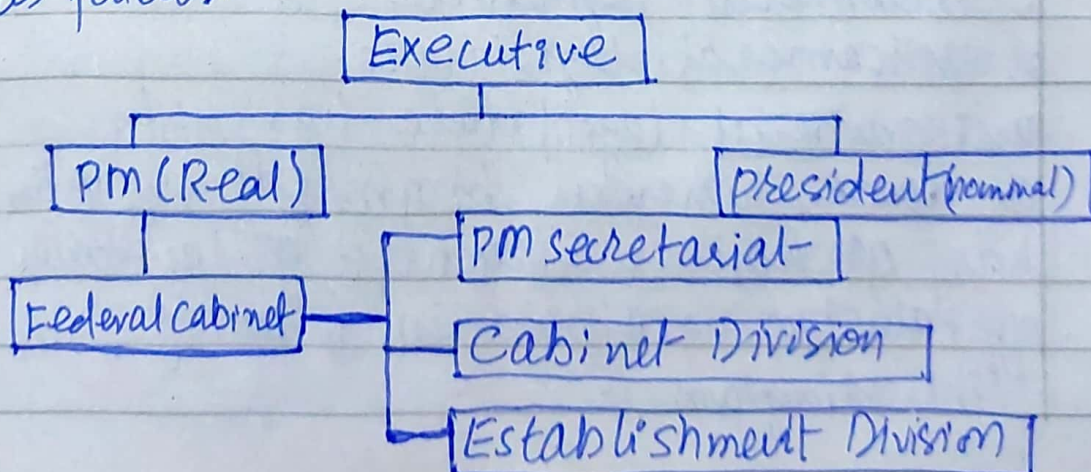 Executive
PM (Real)
President (nominal)
PM secretarial
Federal cabinet
Cabinet Division
Establishment Division